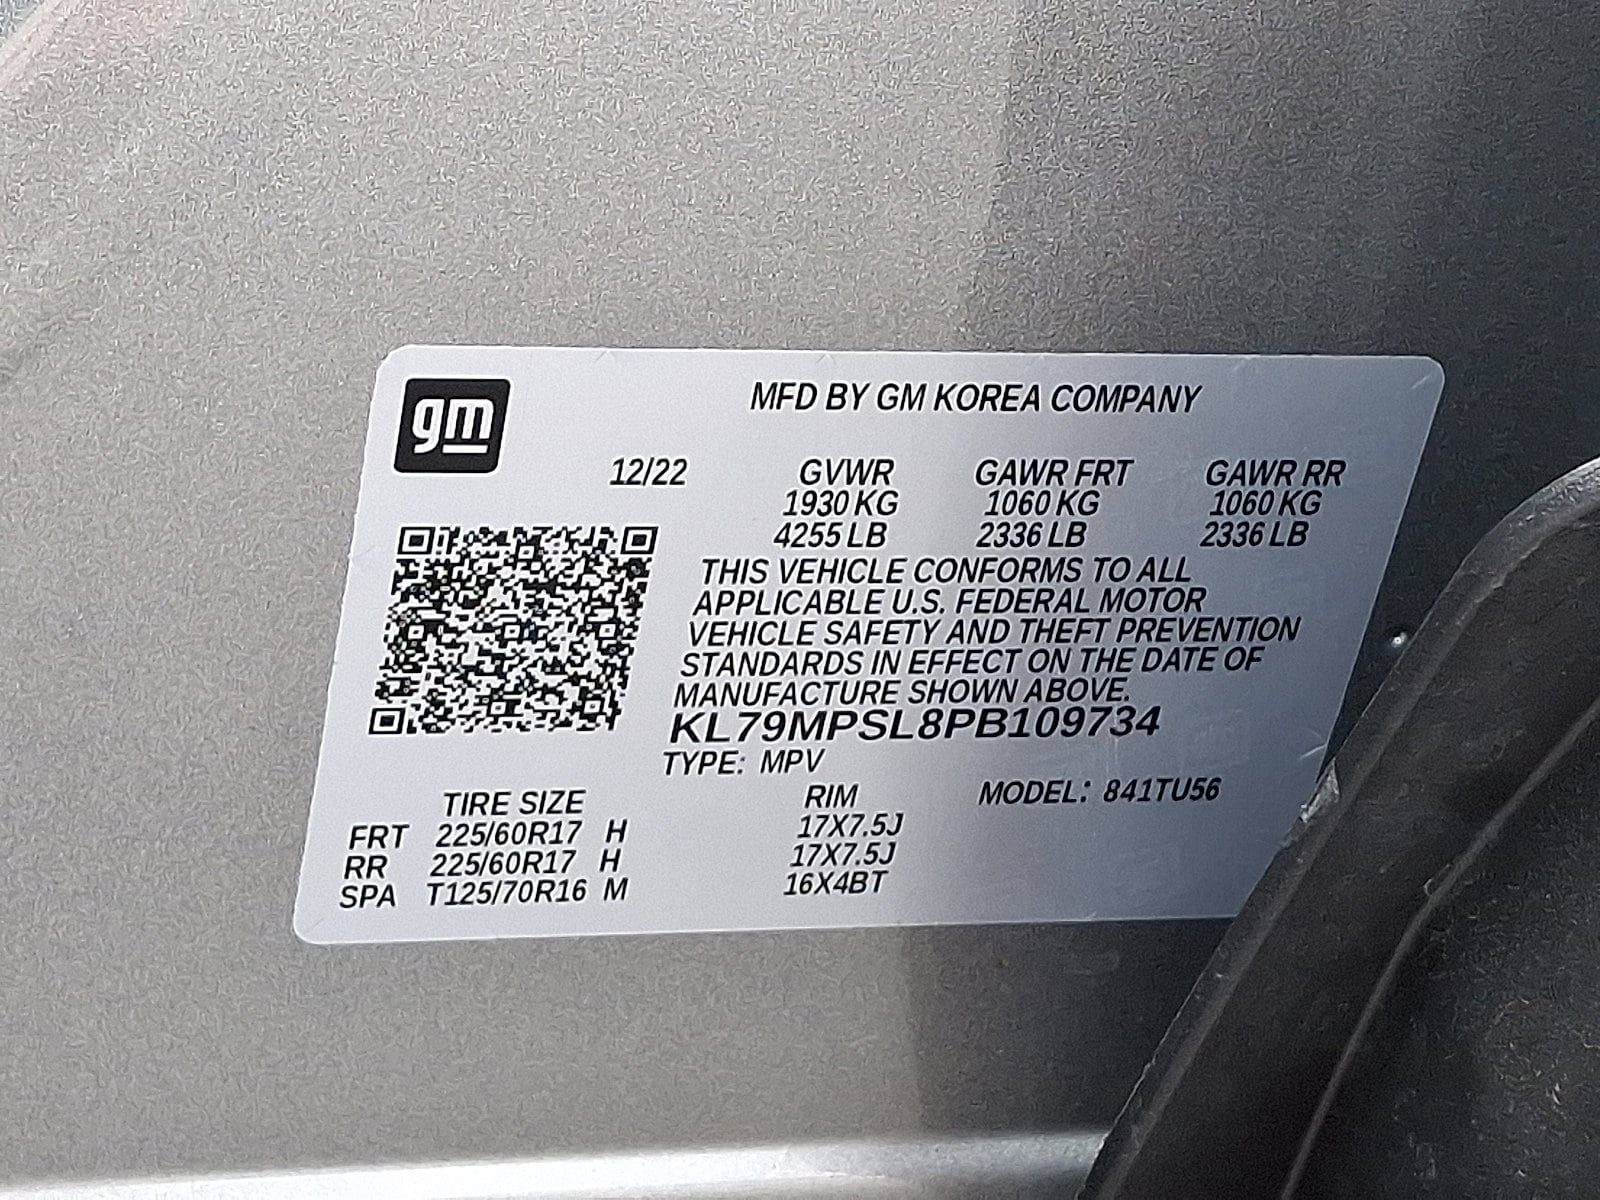 gm
MFD BY GM KOREA COMPANY
12/22 GVWR GAWR FRT GAWR RR
1930 KG 1060 KG 1060 KG
4255 LB 2336 LB 2336 LB
THIS VEHICLE CONFORMS TO ALL
APPLICABLE U.S. FEDERAL MOTOR
VEHICLE SAFETY AND THEFT PREVENTION
STANDARDS IN EFFECT ON THE DATE OF
MANUFACTURE SHOWN ABOVE.
KL79MPSL8PB109734
TYPE: MPV
TIRE SIZE RIM MODEL: 841TU56
FRT 225/60R17 H 17X7.5J
RR 225/60R17 H 17X7.5J
SPA T125/70R16 M 16X4BT